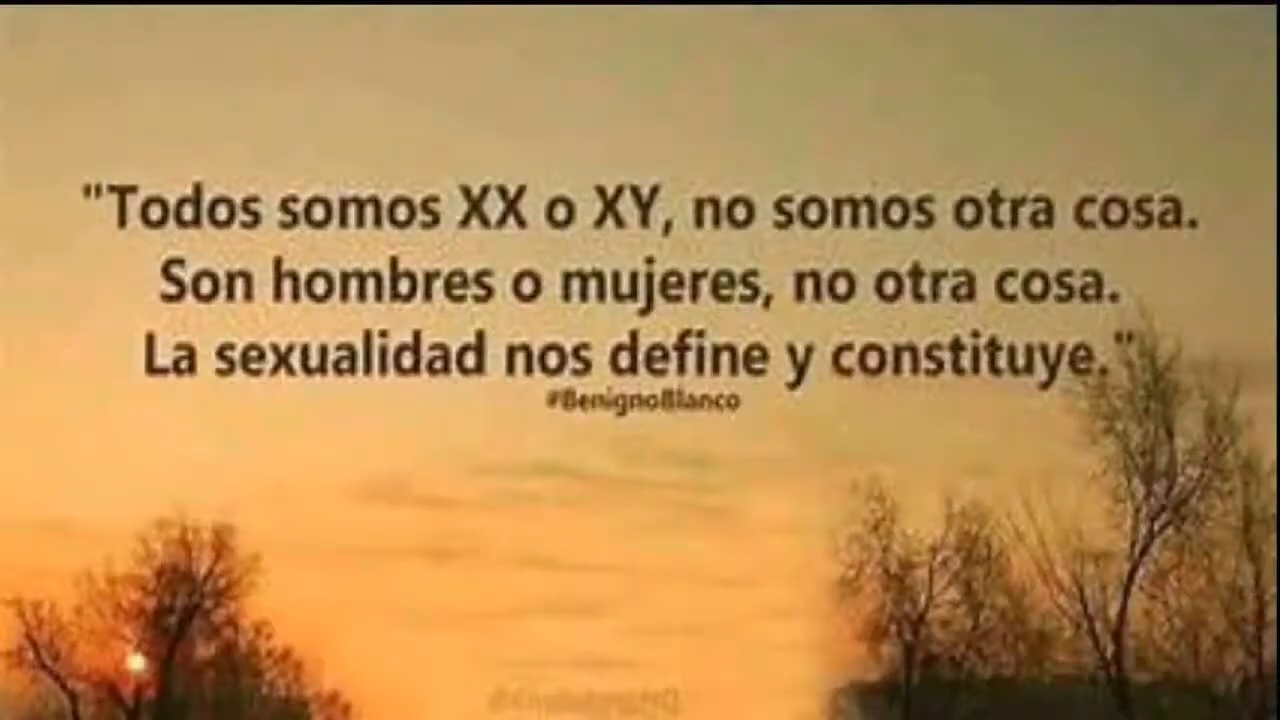 "Todos somos XX o XY, no somos otra cosa.
Son hombres o mujeres, no otra cosa.
La sexualidad nos define y constituye."
#BenignoBlanco